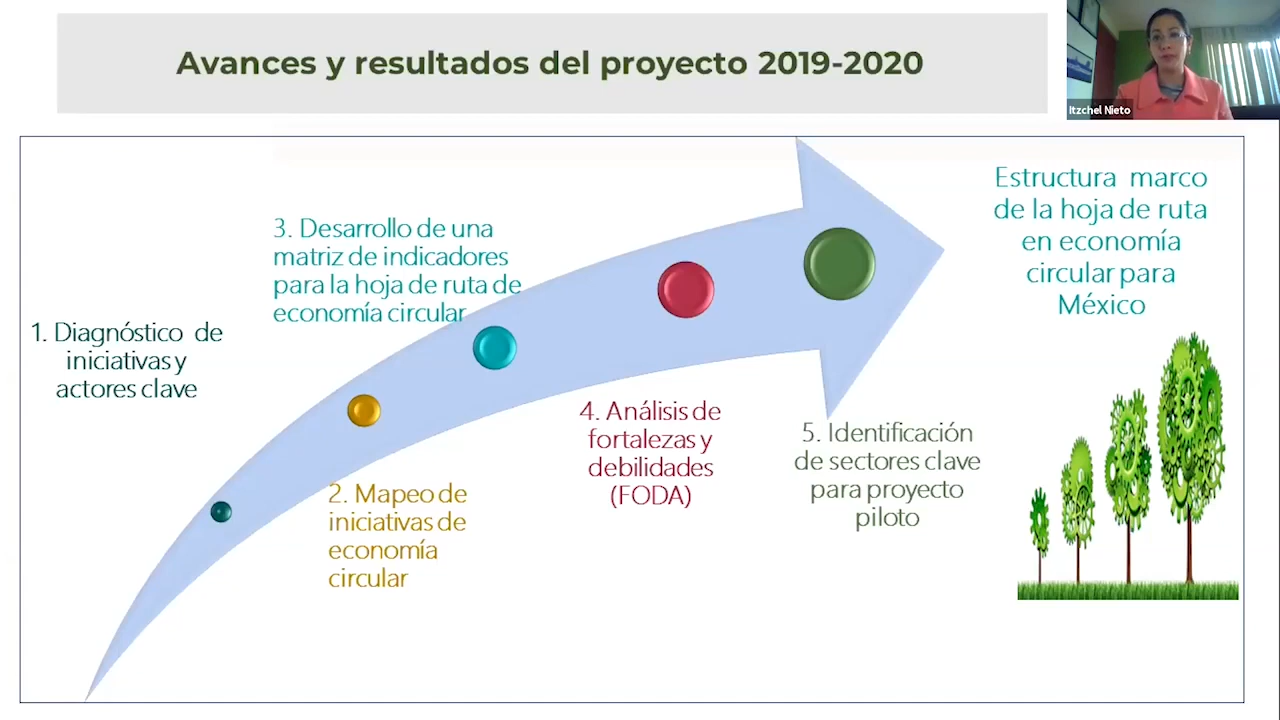 Avances y resultados del proyecto 2019-2020
Itzchel Nieto
1. Diagnóstico de
iniciativas y
actores clave
2. Mapeo de
iniciativas de
economía
circular
3. Desarrollo de una
matriz de indicadores
para la hoja de ruta de
economía circular
4. Análisis de
fortalezas y
debilidades
(FODA)
5. Identificación
de sectores clave
para proyecto
piloto
Estructura marco
de la hoja de ruta
en economía
circular para
México